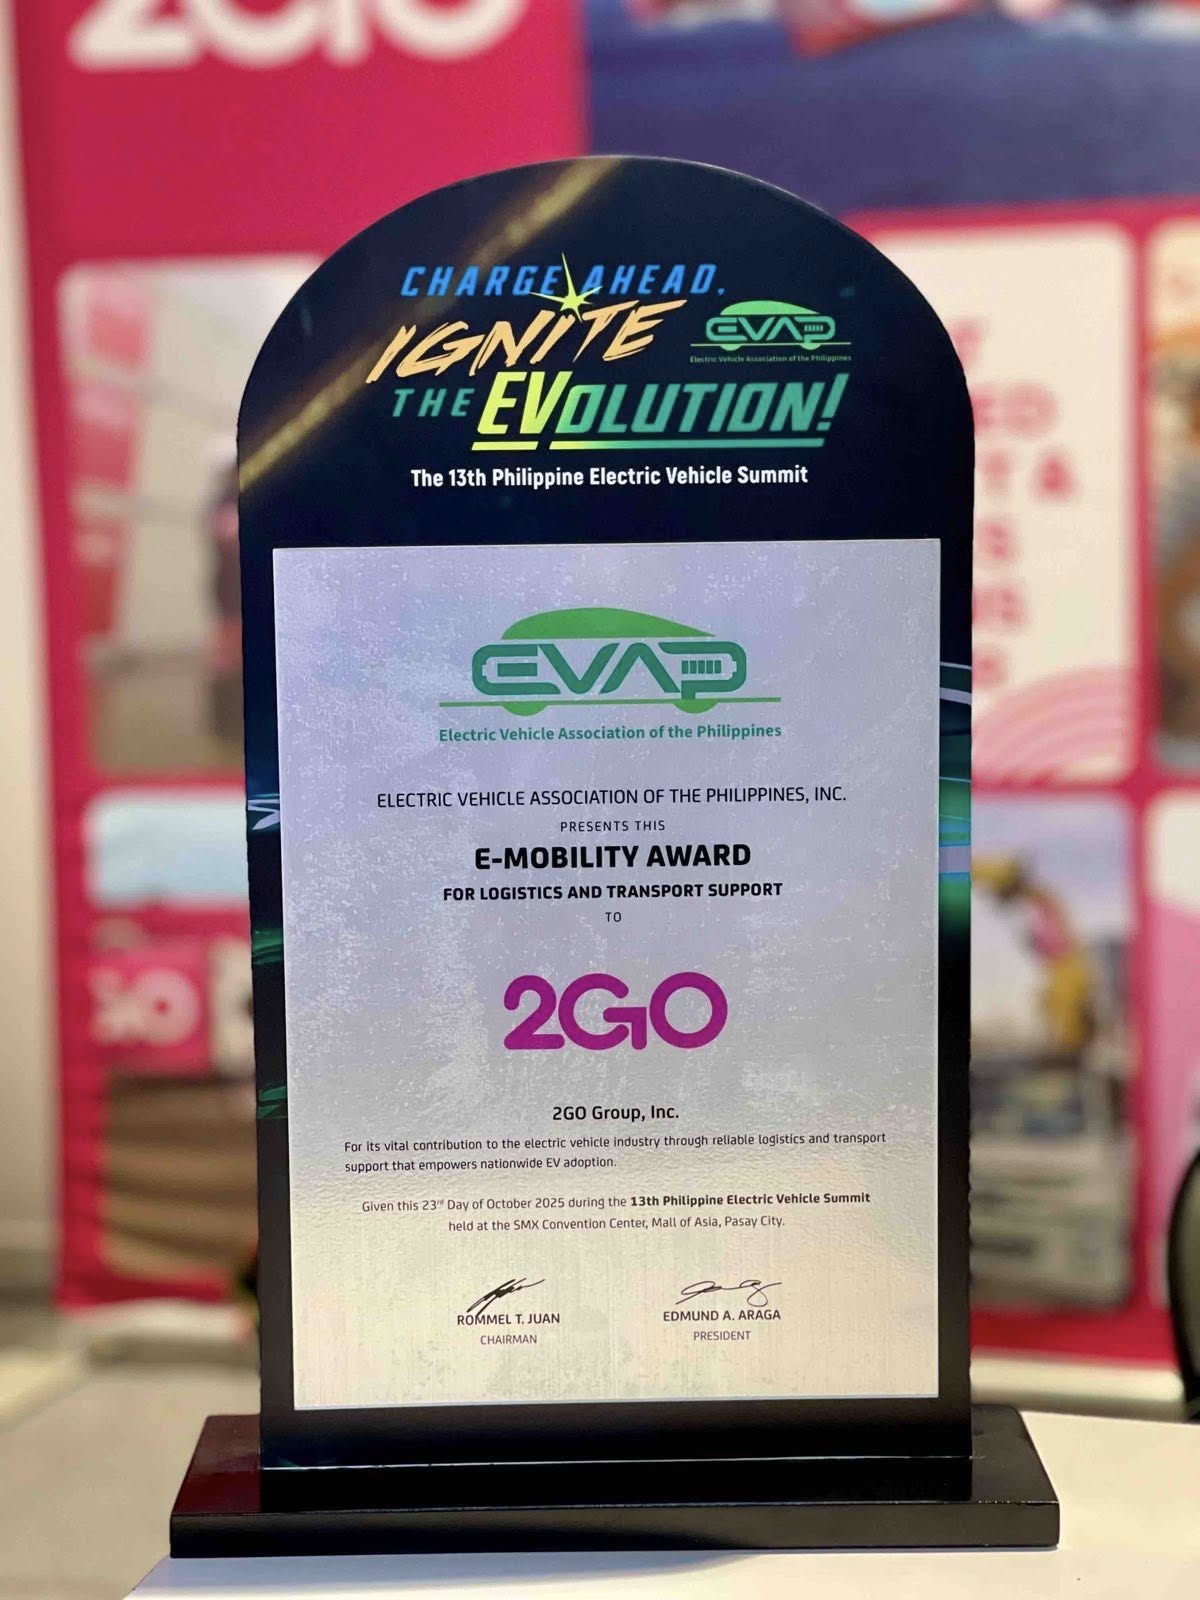 2GO
CHARGE AHEAD,
IGNITE
THE EVOLUTION!
EVAP
Electric Vehicle Association of the Philippines
The 13th Philippine Electric Vehicle Summit
EVAP
Electric Vehicle Association of the Philippines
ELECTRIC VEHICLE ASSOCIATION OF THE PHILIPPINES, INC.
PRESENTS THIS
E-MOBILITY AWARD
FOR LOGISTICS AND TRANSPORT SUPPORT
TO
2GO
2GO Group, Inc.
For its vital contribution to the electric vehicle industry through reliable logistics and transport
support that empowers nationwide EV adoption.
Given this 23rd Day of October 2025 during the 13th Philippine Electric Vehicle Summit
held at the SMX Convention Center, Mall of Asia, Pasay City.
ROMMEL T. JUAN
CHAIRMAN
EDMUND A. ARAGA
PRESIDENT